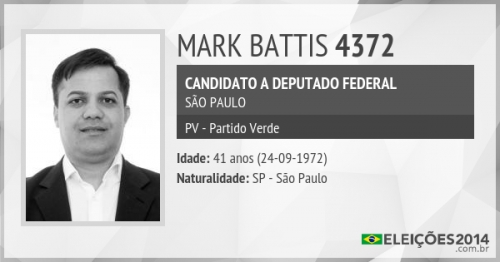 MARK BATTIS 4372
CANDIDATO A DEPUTADO FEDERAL
SÃO PAULO
PV - Partido Verde
Idade: 41 anos (24-09-1972)
Naturalidade: SP - São Paulo
ELEIÇÕES2014
.com.br